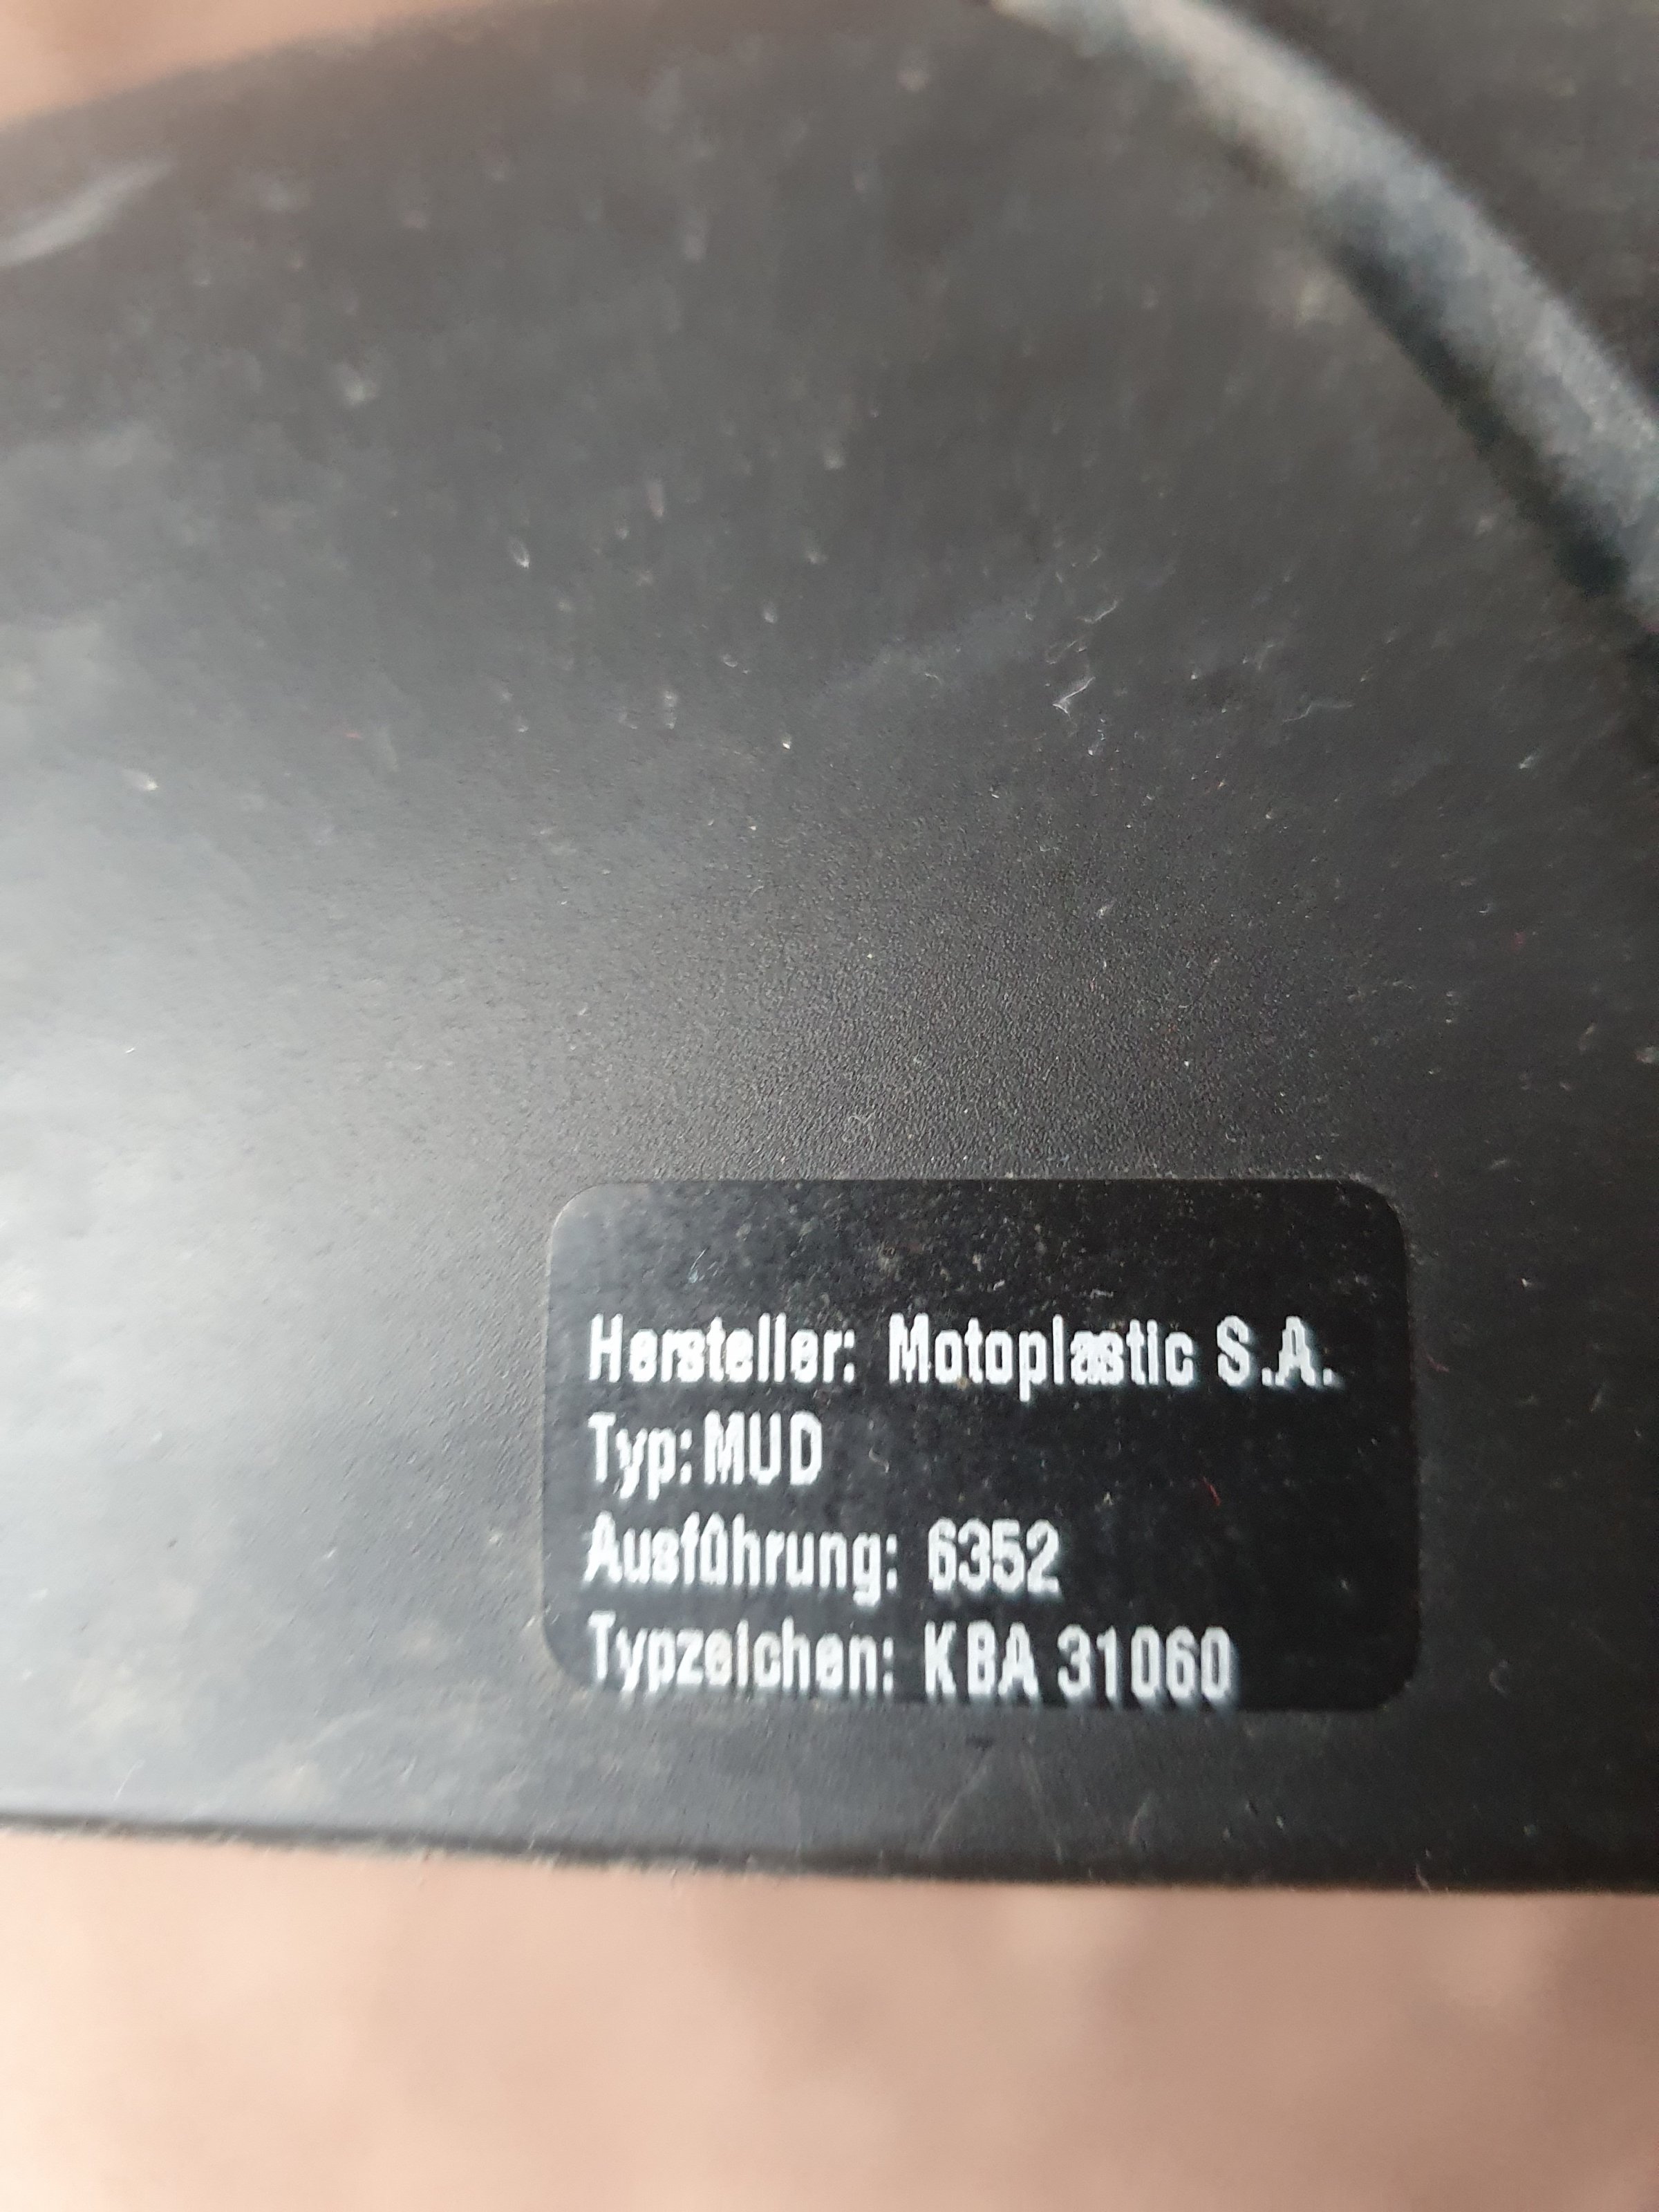 Hersteller: Motoplastic S.A.
Typ: MUD
Ausführung: 6352
Typzeichen: KBA 31060